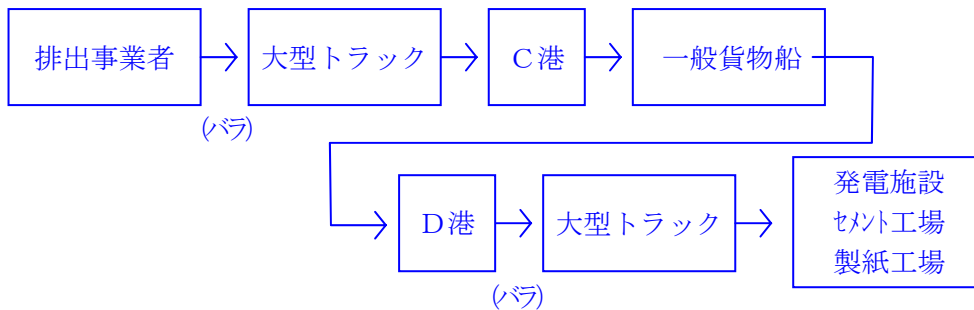 排出事業者
大型トラック
C港
一般貨物船
(バラ)
D港
大型トラック
発電施設
セメント工場
製紙工場
(バラ)